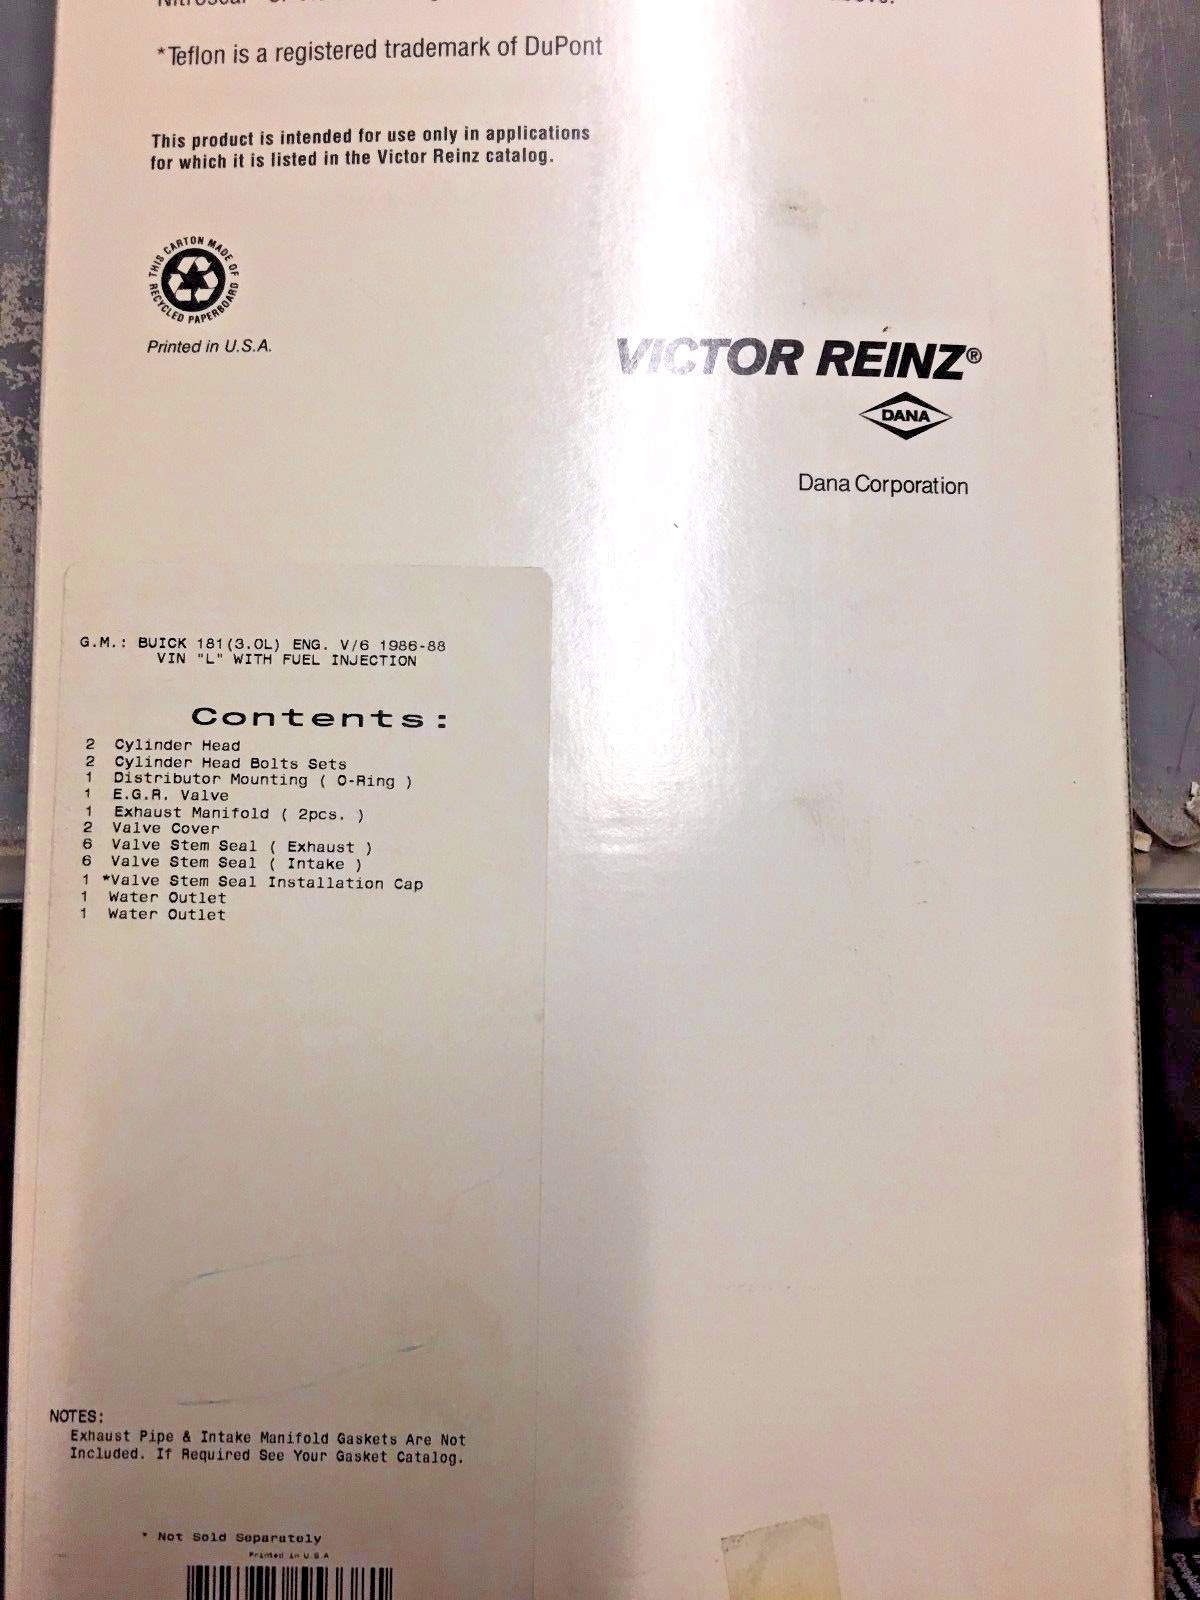 *Teflon is a registered trademark of DuPont
This product is intended for use only in applications
for which it is listed in the Victor Reinz catalog.
THIS CARTON MADE OF RECYCLED PAPERBOARD
Printed in U.S.A.
VICTOR REINZ®
DANA
Dana Corporation
G.M.: BUICK 181(3.0L) ENG. V/6 1986-88
VIN "L" WITH FUEL INJECTION
Contents:
2 Cylinder Head
2 Cylinder Head Bolts Sets
1 Distributor Mounting ( O-Ring )
1 E.G.R. Valve
1 Exhaust Manifold ( 2pcs. )
2 Valve Cover
6 Valve Stem Seal ( Exhaust )
6 Valve Stem Seal ( Intake )
1 *Valve Stem Seal Installation Cap
1 Water Outlet
1 Water Outlet
NOTES:
Exhaust Pipe & Intake Manifold Gaskets Are Not
Included. If Required See Your Gasket Catalog.
* Not Sold Separately
Printed in U S A